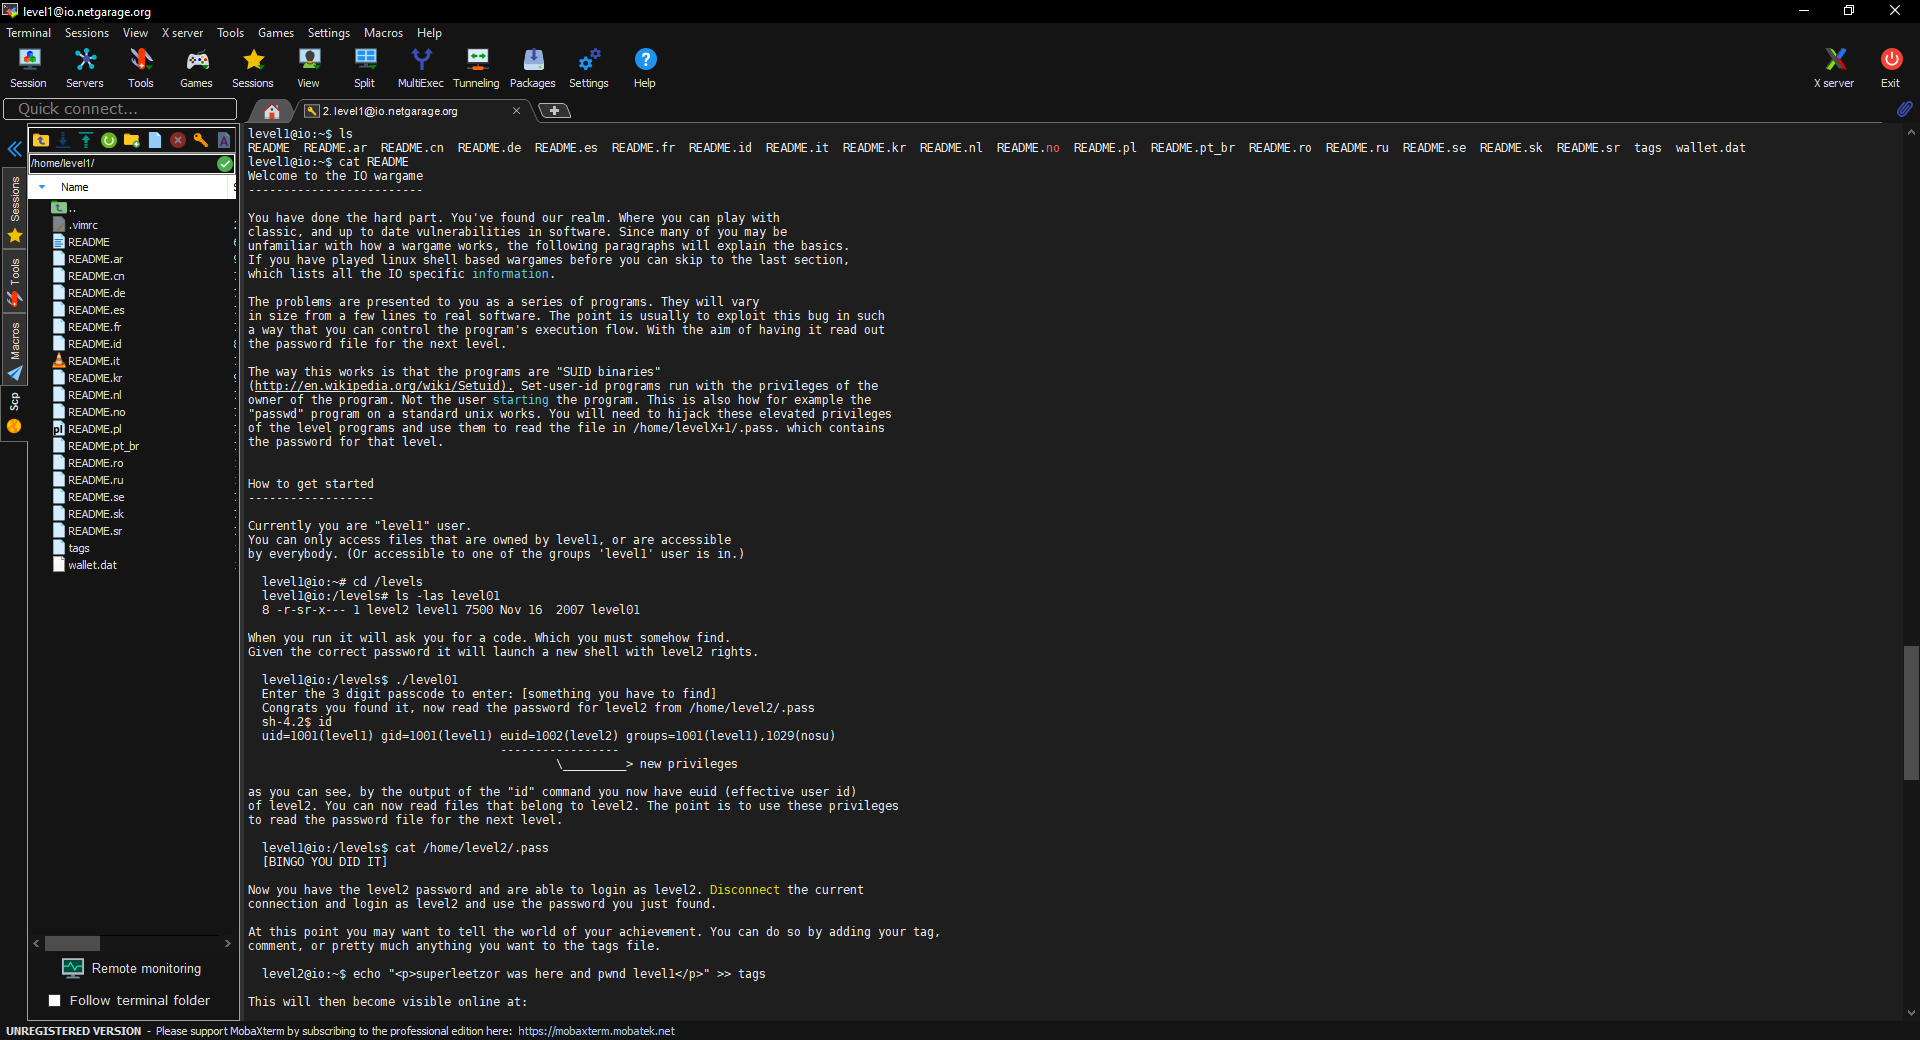 level1@io.netgarage.org
Terminal Sessions View X server Tools Games Settings Macros Help
Session Servers Tools Games Sessions View Split MultiExec Tunneling Packages Settings Help X server Exit
Quick connect...
2. level1@io.netgarage.org
/home/level1/
Name
Sessions
Tools
Macros
Scp
..
.vimrc
README
README.ar
README.cn
README.de
README.es
README.fr
README.id
README.it
README.kr
README.nl
README.no
README.pl
README.pt_br
README.ro
README.ru
README.se
README.sk
README.sr
tags
wallet.dat
Remote monitoring
Follow terminal folder
level1@io:~$ ls
README README.ar README.cn README.de README.es README.fr README.id README.it README.kr README.nl README.no README.pl README.pt_br README.ro README.ru README.se README.sk README.sr tags wallet.dat
level1@io:~$ cat README
Welcome to the IO wargame
-------------------------
You have done the hard part. You've found our realm. Where you can play with
classic, and up to date vulnerabilities in software. Since many of you may be
unfamiliar with how a wargame works, the following paragraphs will explain the basics.
If you have played linux shell based wargames before you can skip to the last section,
which lists all the IO specific information.
The problems are presented to you as a series of programs. They will vary
in size from a few lines to real software. The point is usually to exploit this bug in such
a way that you can control the program's execution flow. With the aim of having it read out
the password file for the next level.
The way this works is that the programs are "SUID binaries"
(http://en.wikipedia.org/wiki/Setuid). Set-user-id programs run with the privileges of the
owner of the program. Not the user starting the program. This is also how for example the
"passwd" program on a standard unix works. You will need to hijack these elevated privileges
of the level programs and use them to read the file in /home/levelX+1/.pass. which contains
the password for that level.
How to get started
------------------
Currently you are "level1" user.
You can only access files that are owned by level1, or are accessible
by everybody. (Or accessible to one of the groups 'level1' user is in.)
level1@io:~# cd /levels
level1@io:/levels# ls -las level01
8 -r-sr-x--- 1 level2 level1 7500 Nov 16  2007 level01
When you run it will ask you for a code. Which you must somehow find.
Given the correct password it will launch a new shell with level2 rights.
level1@io:/levels$ ./level01
Enter the 3 digit passcode to enter: [something you have to find]
Congrats you found it, now read the password for level2 from /home/level2/.pass
sh-4.2$ id
uid=1001(level1) gid=1001(level1) euid=1002(level2) groups=1001(level1),1029(nosu)
-----------------
\_________> new privileges
as you can see, by the output of the "id" command you now have euid (effective user id)
of level2. You can now read files that belong to level2. The point is to use these privileges
to read the password file for the next level.
level1@io:/levels$ cat /home/level2/.pass
[BINGO YOU DID IT]
Now you have the level2 password and are able to login as level2. Disconnect the current
connection and login as level2 and use the password you just found.
At this point you may want to tell the world of your achievement. You can do so by adding your tag,
comment, or pretty much anything you want to the tags file.
level2@io:~$ echo "<p>superleetzor was here and pwnd level1</p>" >> tags
This will then become visible online at:
UNREGISTERED VERSION - Please support MobaXterm by subscribing to the professional edition here: https://mobaxterm.mobatek.net